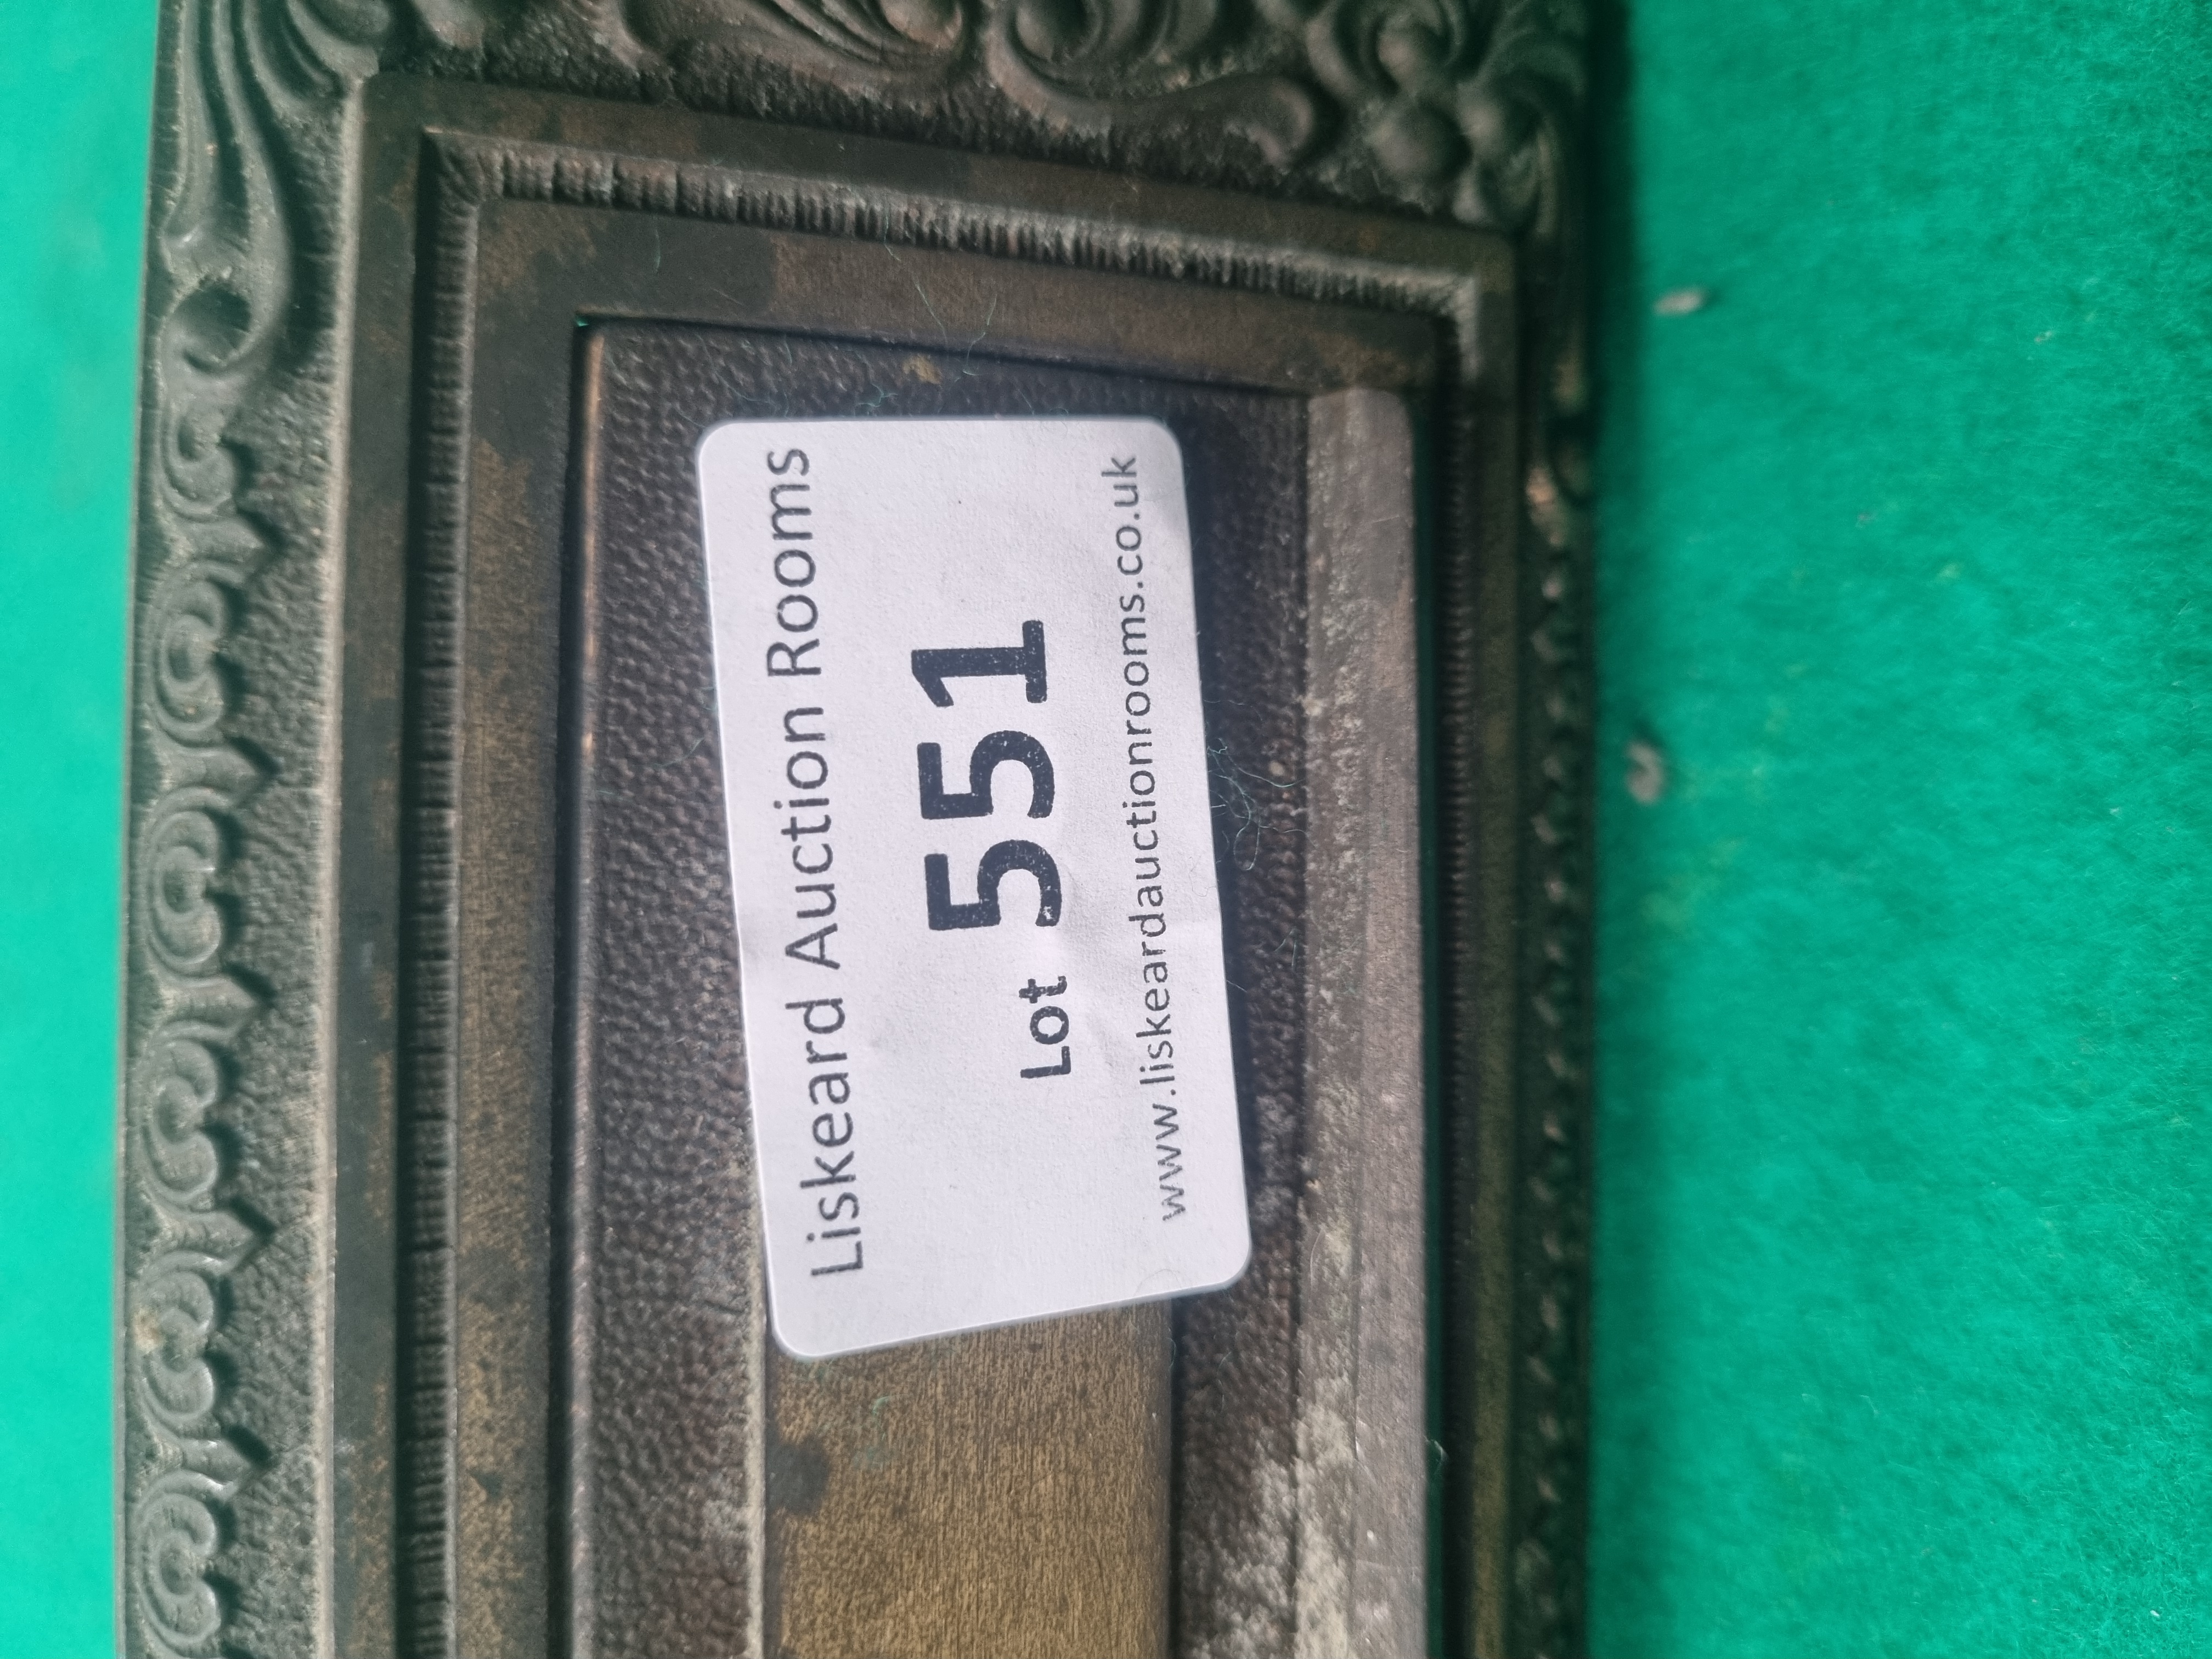 Liskeard Auction Rooms
Lot 551
www.liskeardauctionrooms.co.uk